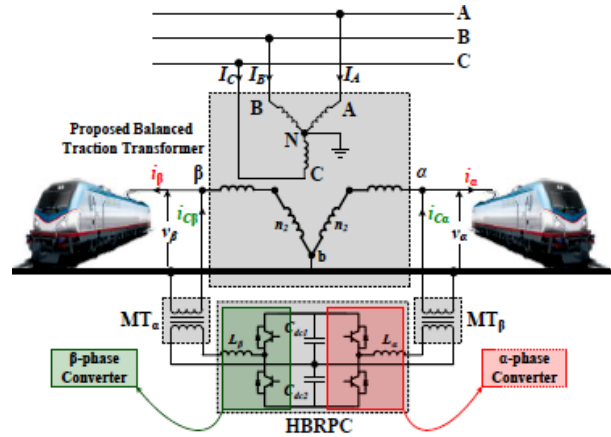 A
B
C
I_C I_B I_A
B A
N
C
Proposed Balanced
Traction Transformer
i_β β α i_α
i_Cβ i_Cα
v_β n_2 n_2 v_α
b
MT_α MT_β
L_β C_dc1 L_α
C_dc2
β-phase
Converter
α-phase
Converter
HBRPC